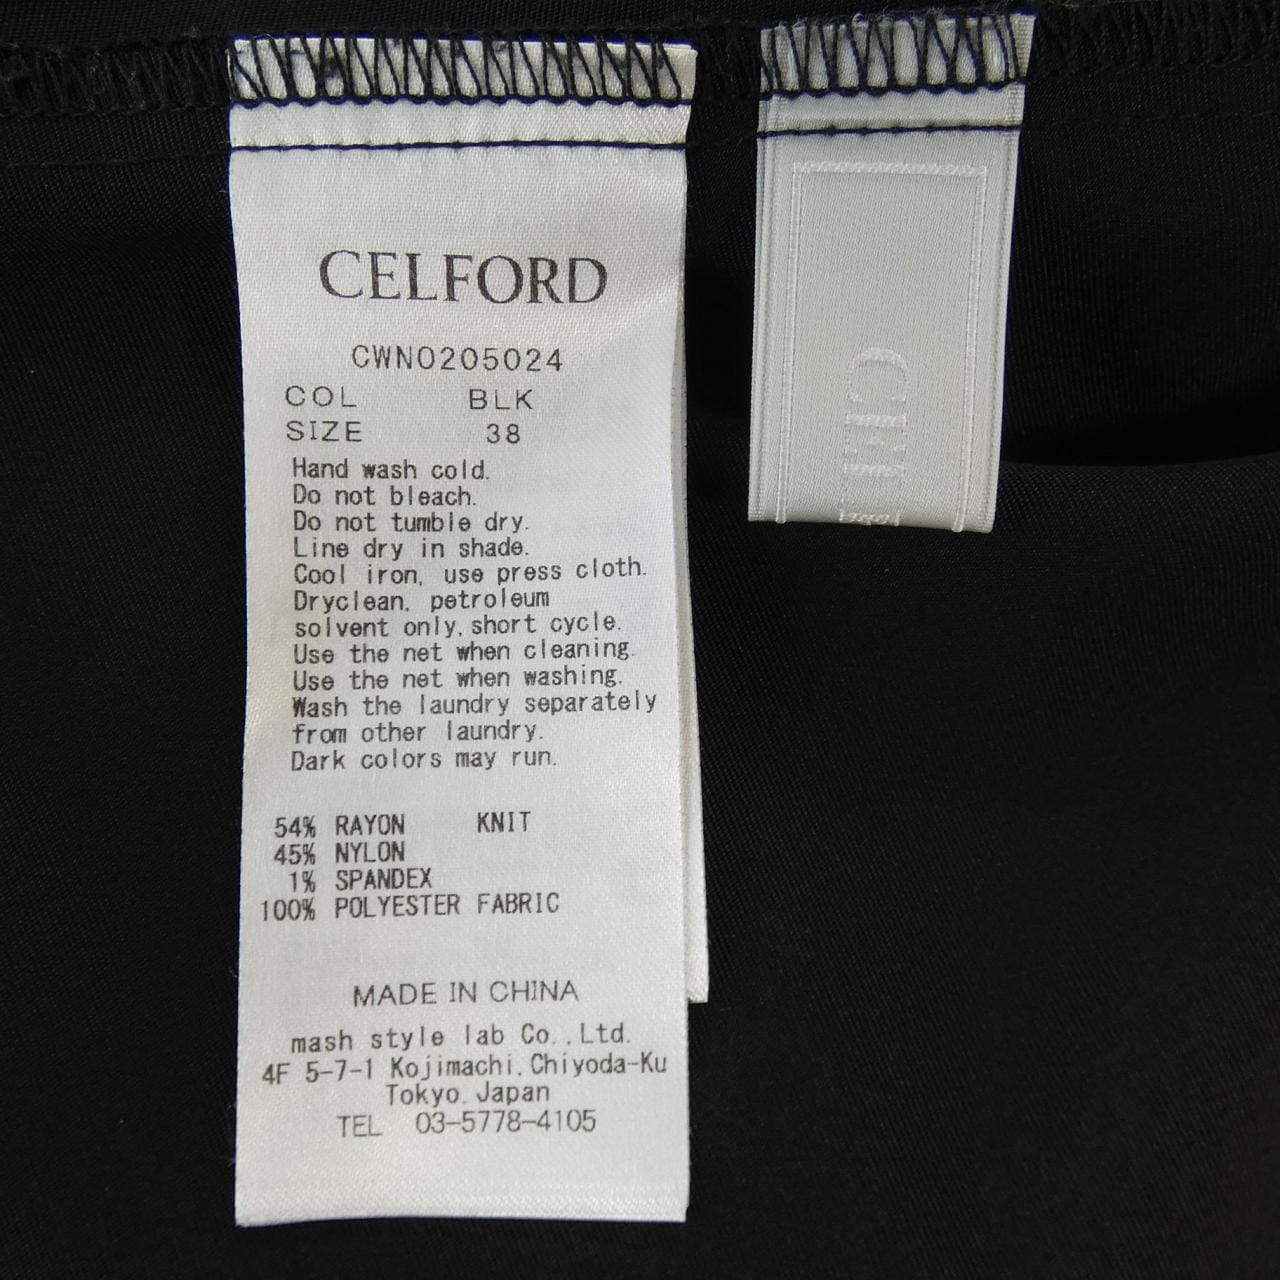 CELFORD
CWNO205024
COL BLK
SIZE 38
Hand wash cold.
Do not bleach.
Do not tumble dry.
Line dry in shade.
Cool iron, use press cloth.
Dryclean, petroleum
solvent only, short cycle.
Use the net when cleaning.
Use the net when washing.
Wash the laundry separately
from other laundry.
Dark colors may run.
54% RAYON KNIT
45% NYLON
1% SPANDEX
100% POLYESTER FABRIC
MADE IN CHINA
mash style lab Co.,Ltd.
4F 5-7-1 Kojimachi,Chiyoda-Ku
Tokyo, Japan
TEL 03-5778-4105